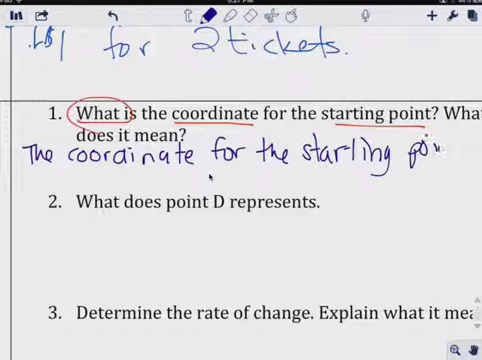 for 2 tickets.
1. What is the coordinate for the starting point? What
does it mean?
The coordinate for the starting
2. What does point D represents.
3. Determine the rate of change. Explain what it